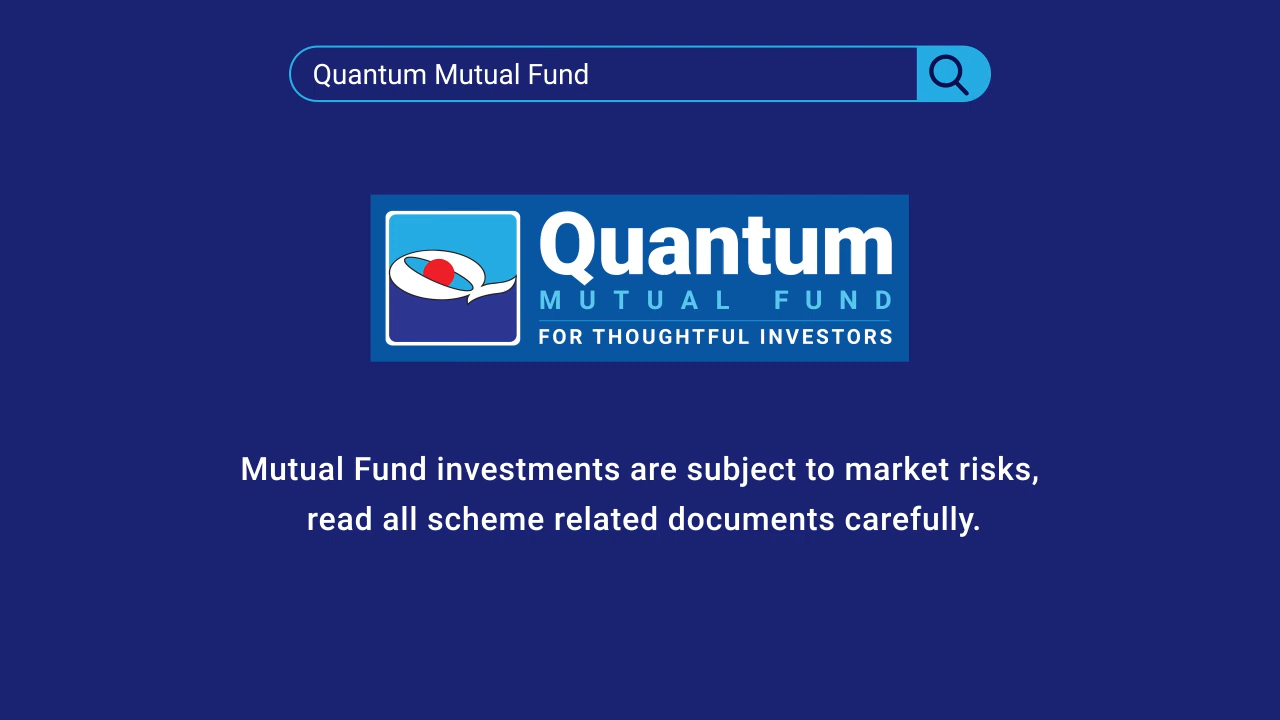 Quantum Mutual Fund
Quantum
MUTUAL FUND
FOR THOUGHTFUL INVESTORS
Mutual Fund investments are subject to market risks,
read all scheme related documents carefully.